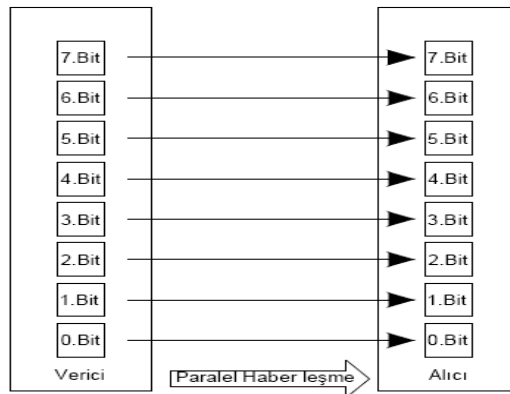 7.Bit 7.Bit
6.Bit 6.Bit
5.Bit 5.Bit
4.Bit 4.Bit
3.Bit 3.Bit
2.Bit 2.Bit
1.Bit 1.Bit
0.Bit 0.Bit
Verici Paralel Haber leşme Alıcı